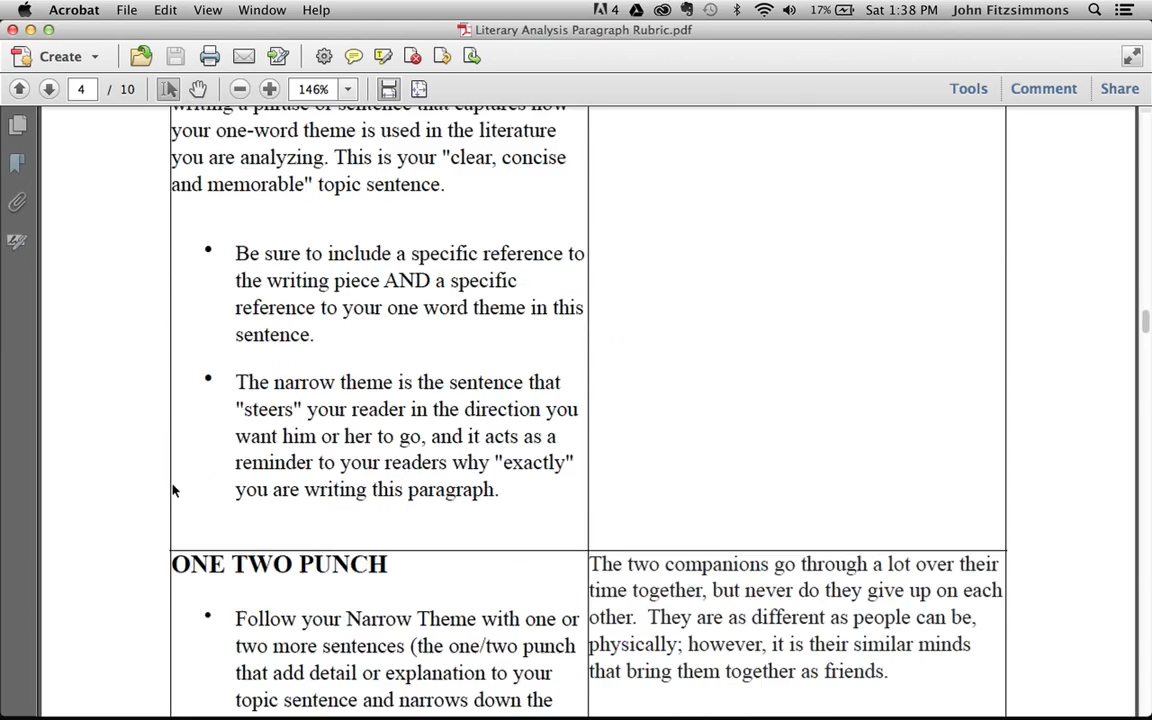 Acrobat File Edit View Window Help 4 17% Sat 1:38 PM John Fitzsimmons
Literary Analysis Paragraph Rubric.pdf
Create
4 / 10 146% Tools Comment Share
writing a phrase or sentence that captures how
your one-word theme is used in the literature
you are analyzing. This is your "clear, concise
and memorable" topic sentence.
• Be sure to include a specific reference to
the writing piece AND a specific
reference to your one word theme in this
sentence.
• The narrow theme is the sentence that
"steers" your reader in the direction you
want him or her to go, and it acts as a
reminder to your readers why "exactly"
you are writing this paragraph.
ONE TWO PUNCH
• Follow your Narrow Theme with one or
two more sentences (the one/two punch
that add detail or explanation to your
topic sentence and narrows down the
The two companions go through a lot over their
time together, but never do they give up on each
other. They are as different as people can be,
physically; however, it is their similar minds
that bring them together as friends.